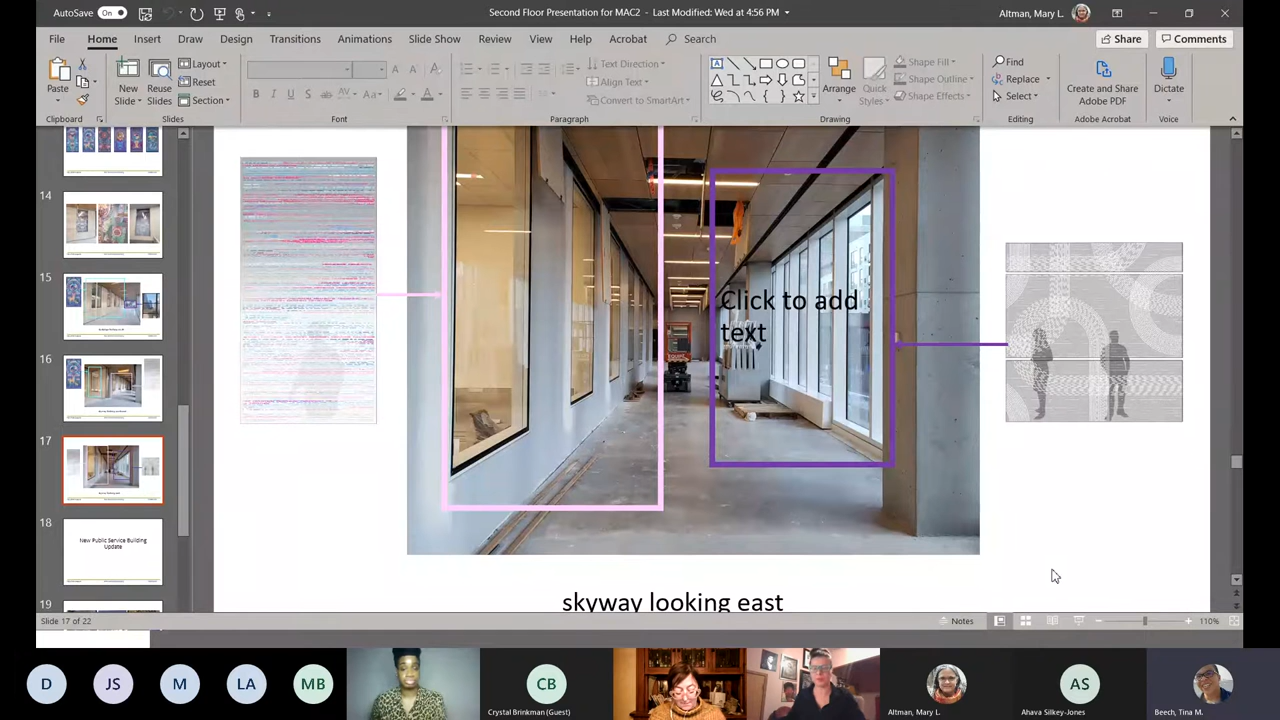 AutoSave On
Second Floor Presentation for MAC2 - Last Modified: Wed at 4:56 PM
Altman, Mary L.
File Home Insert Draw Design Transitions Animations Slide Show Review View Help Acrobat Search
Share Comments
Paste
New Slide
Reuse Slides
Layout
Reset
Section
Text Direction
Align Text
Convert to SmartArt
Arrange
Quick Styles
Shape Fill
Shape Outline
Shape Effects
Find
Replace
Select
Create and Share Adobe PDF
Dictate
Clipboard Slides Font Paragraph Drawing Editing Adobe Acrobat Voice
14
15
16
17
18
New Public Service Building
Update
19
Click to add
text
skyway looking east
Slide 17 of 22
Notes
110%
D JS M LA MB CB AS
Crystal Brinkman (Guest)
Altman, Mary L.
Ahava Silkey-Jones
Beech, Tina M.